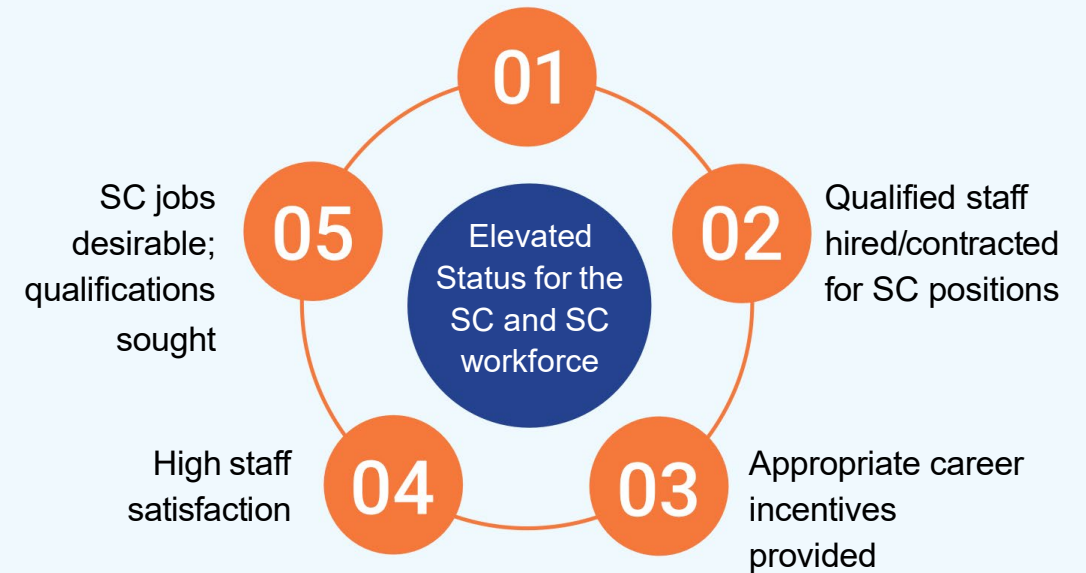 01
02
Qualified staff
hired/contracted
for SC positions
03
Appropriate career
incentives
provided
04
High staff
satisfaction
05
SC jobs
desirable;
qualifications
sought
Elevated
Status for the
SC and SC
workforce